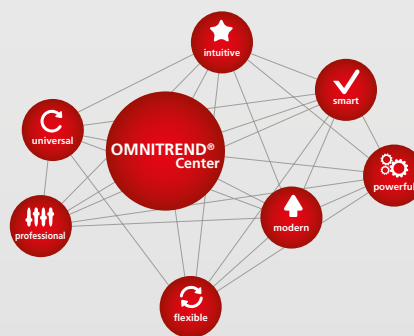 intuitive
smart
universal
OMNITREND®
Center
powerful
professional
modern
flexible